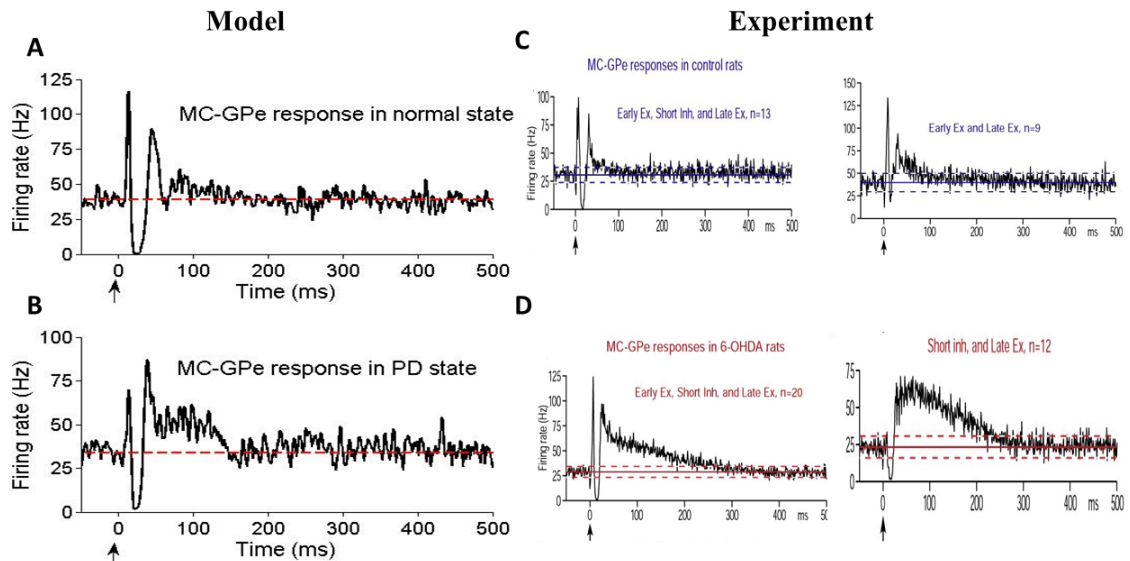 Model
Experiment
A
125
100
75
50
25
0
Firing rate (Hz)
MC-GPe response in normal state
0 100 200 300 400 500
Time (ms)
B
100
75
50
25
0
Firing rate (Hz)
MC-GPe response in PD state
0 100 200 300 400 500
Time (ms)
C
MC-GPe responses in control rats
Early Ex, Short Inh, and Late Ex, n=13
100
75
50
25
Firing rate (Hz)
0 100 200 300 400 ms 500
Early Ex and Late Ex, n=9
150
125
100
75
50
25
0
0 100 200 300 400 ms 500
D
MC-GPe responses in 6-OHDA rats
Early Ex, Short Inh, and Late Ex, n=20
125
100
75
50
25
Firing rate (Hz)
0 100 200 300 400 ms
Short inh, and Late Ex, n=12
75
50
25
0
0 100 200 300 400 ms 500